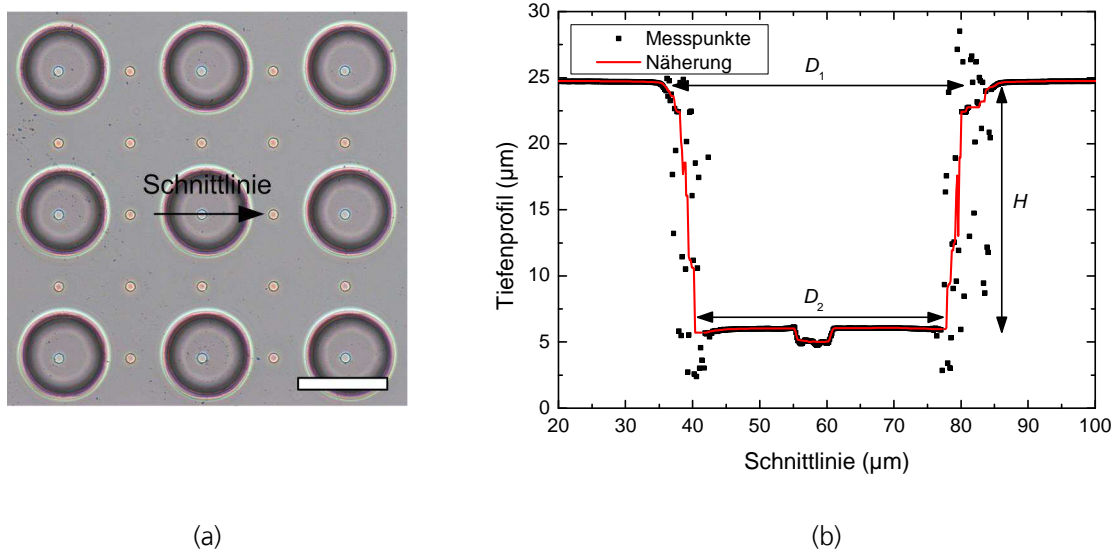 Schnittlinie
(a)
30
25
20
15
10
5
0
Tiefenprofil (µm)
Messpunkte
Näherung
D1
D2
H
20 30 40 50 60 70 80 90 100
Schnittlinie (µm)
(b)